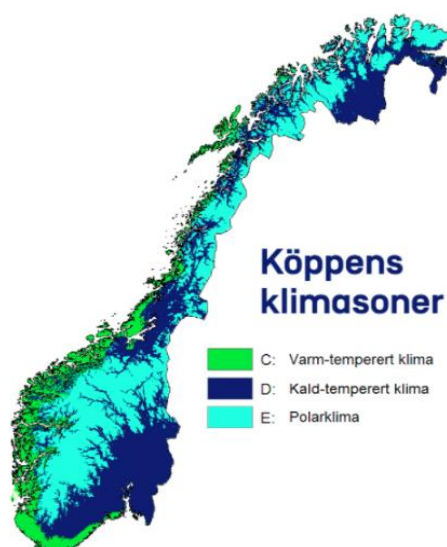 Köppens
klimasoner
C: Varm-temperert klima
D: Kald-temperert klima
E: Polarklima